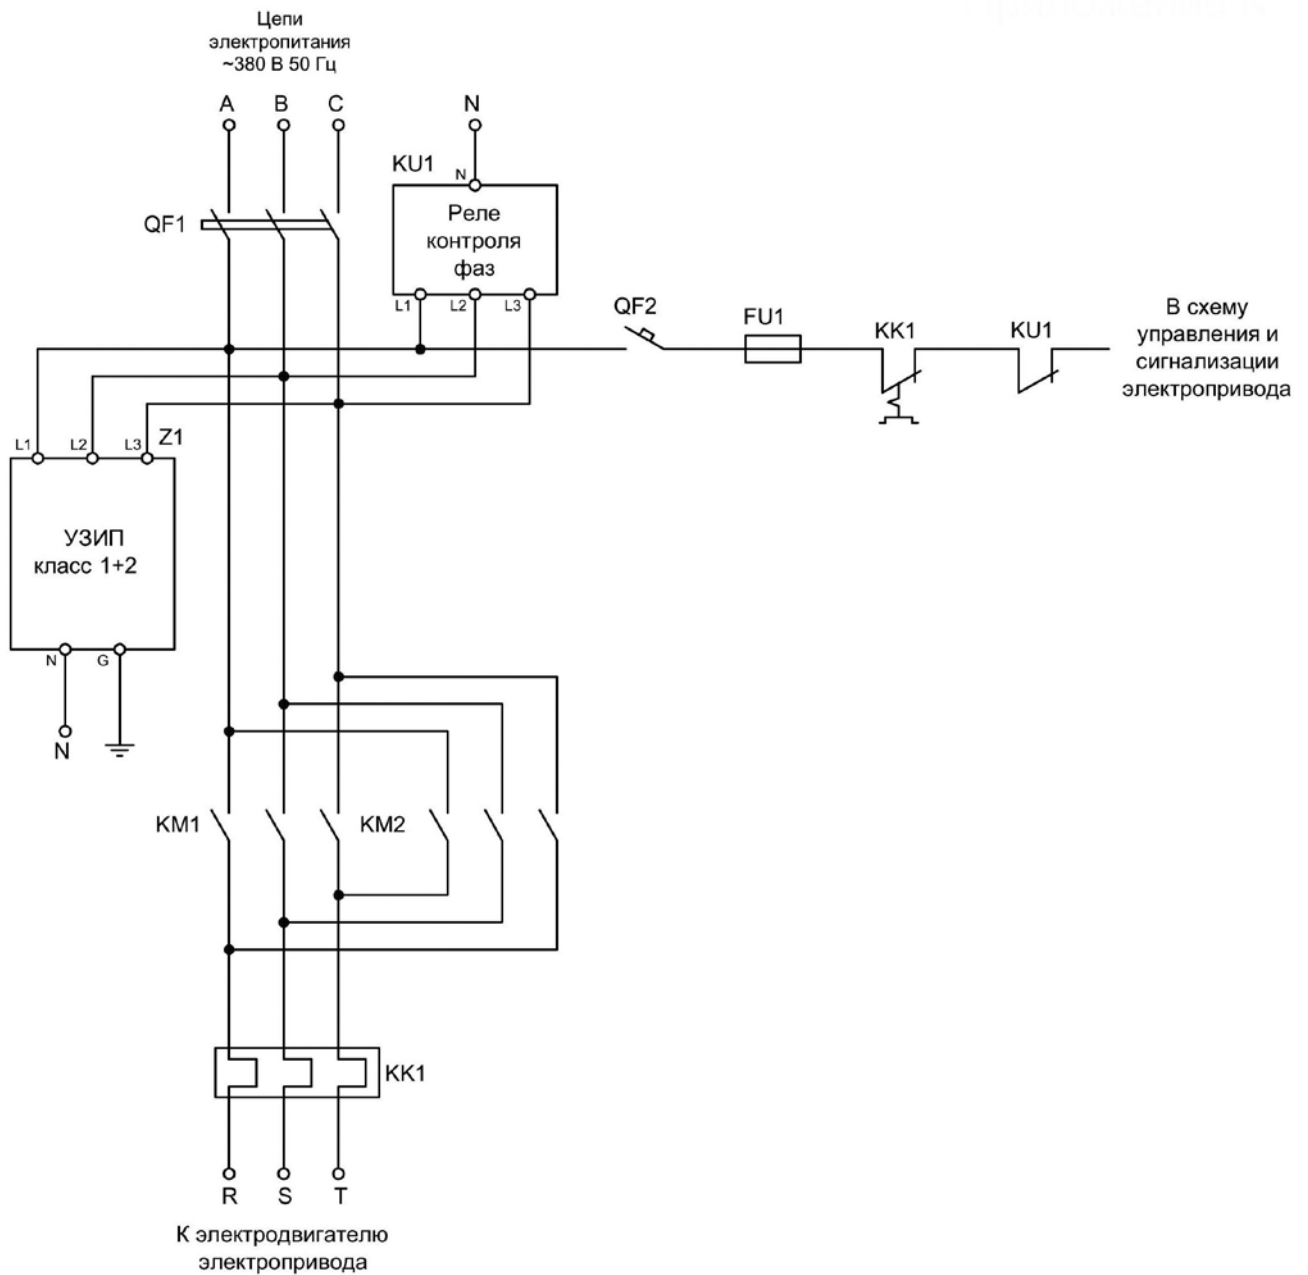 Цепи
электропитания
~380 В 50 Гц
A B C N
KU1
N
Реле
контроля
фаз
QF1
L1 L2 L3
QF2
FU1
KK1
KU1
В схему
управления и
сигнализации
электропривода
L1 L2 L3 Z1
УЗИП
класс 1+2
N G
N
KM1 KM2
KK1
R S T
К электродвигателю
электропривода